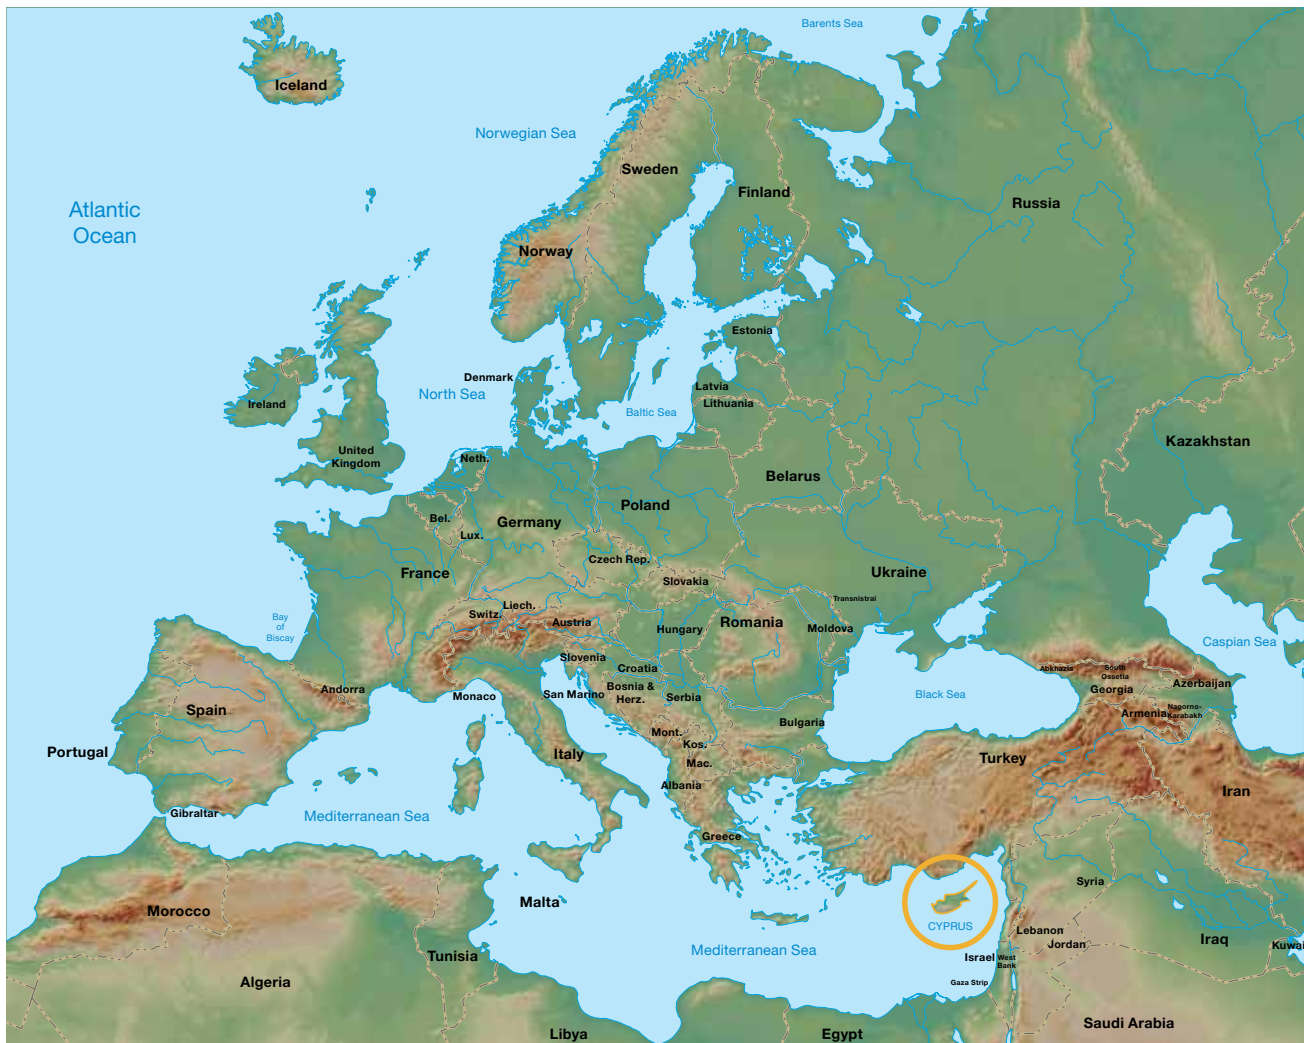 Barents Sea
Iceland
Norwegian Sea
Sweden
Finland
Russia
Atlantic
Ocean
Norway
Estonia
Denmark
North Sea
Latvia
Lithuania
Baltic Sea
Ireland
United
Kingdom
Neth.
Kazakhstan
Belarus
Poland
Bel.
Germany
Lux.
Czech Rep.
France
Slovakia
Ukraine
Transnistrai
Liech.
Switz.
Austria
Hungary
Romania
Moldova
Bay
of
Biscay
Caspian Sea
Slovenia
Croatia
Abkhazis
South
Ossetia
Andorra
Monaco
San Marino
Bosnia &
Herz.
Serbia
Black Sea
Georgia
Azerbaijan
Spain
Armenia
Nagorno-
Karabakh
Bulgaria
Mont.
Kos.
Portugal
Italy
Mac.
Turkey
Albania
Iran
Gibraltar
Mediterranean Sea
Greece
Syria
Malta
Morocco
CYPRUS
Lebanon
Jordan
Iraq
Kuwai
Tunisia
Mediterranean Sea
Israel
West
Bank
Algeria
Gaza Strip
Libya
Egypt
Saudi Arabia